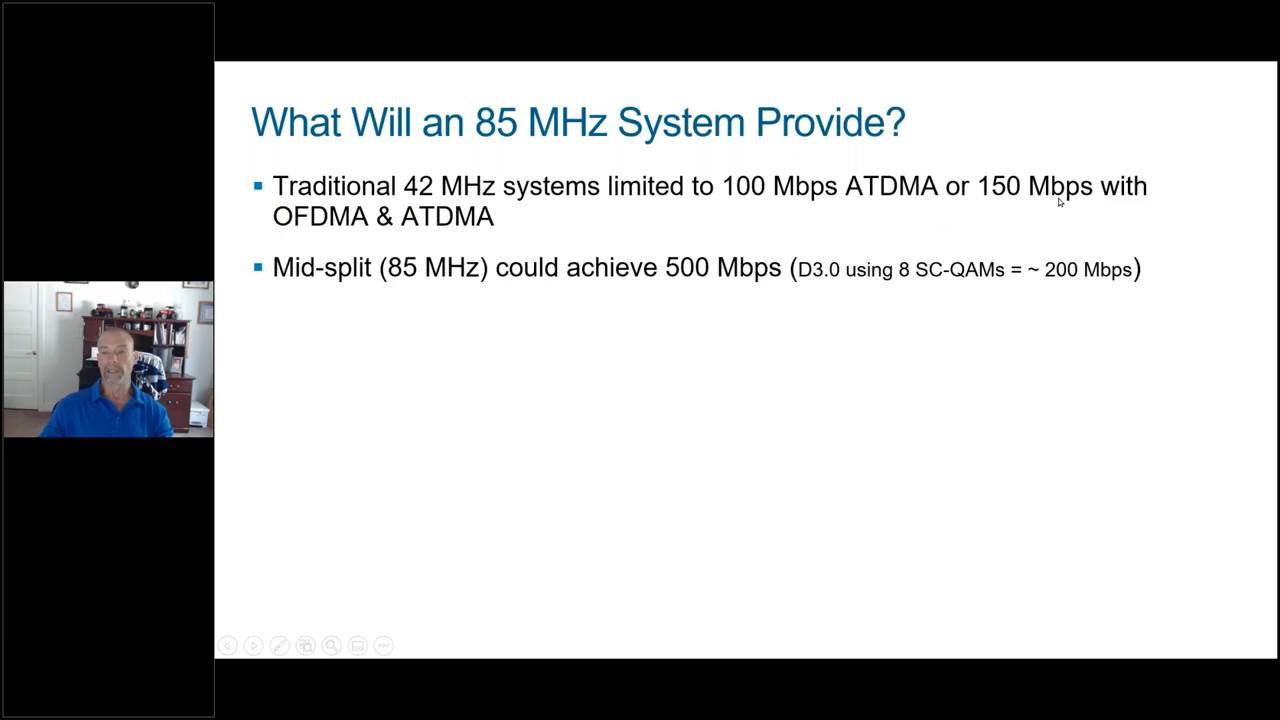 What Will an 85 MHz System Provide?
Traditional 42 MHz systems limited to 100 Mbps ATDMA or 150 Mbps with
OFDMA & ATDMA
Mid-split (85 MHz) could achieve 500 Mbps (D3.0 using 8 SC-QAMs = ~ 200 Mbps)